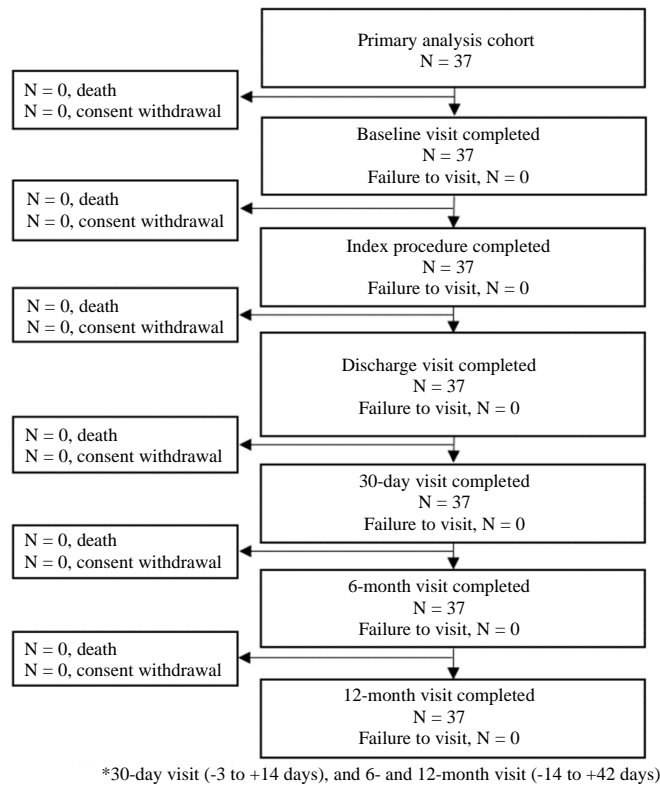 Primary analysis cohort
N = 37
N = 0, death
N = 0, consent withdrawal
Baseline visit completed
N = 37
Failure to visit, N = 0
N = 0, death
N = 0, consent withdrawal
Index procedure completed
N = 37
Failure to visit, N = 0
N = 0, death
N = 0, consent withdrawal
Discharge visit completed
N = 37
Failure to visit, N = 0
N = 0, death
N = 0, consent withdrawal
30-day visit completed
N = 37
Failure to visit, N = 0
N = 0, death
N = 0, consent withdrawal
6-month visit completed
N = 37
Failure to visit, N = 0
N = 0, death
N = 0, consent withdrawal
12-month visit completed
N = 37
Failure to visit, N = 0
*30-day visit (-3 to +14 days), and 6- and 12-month visit (-14 to +42 days)